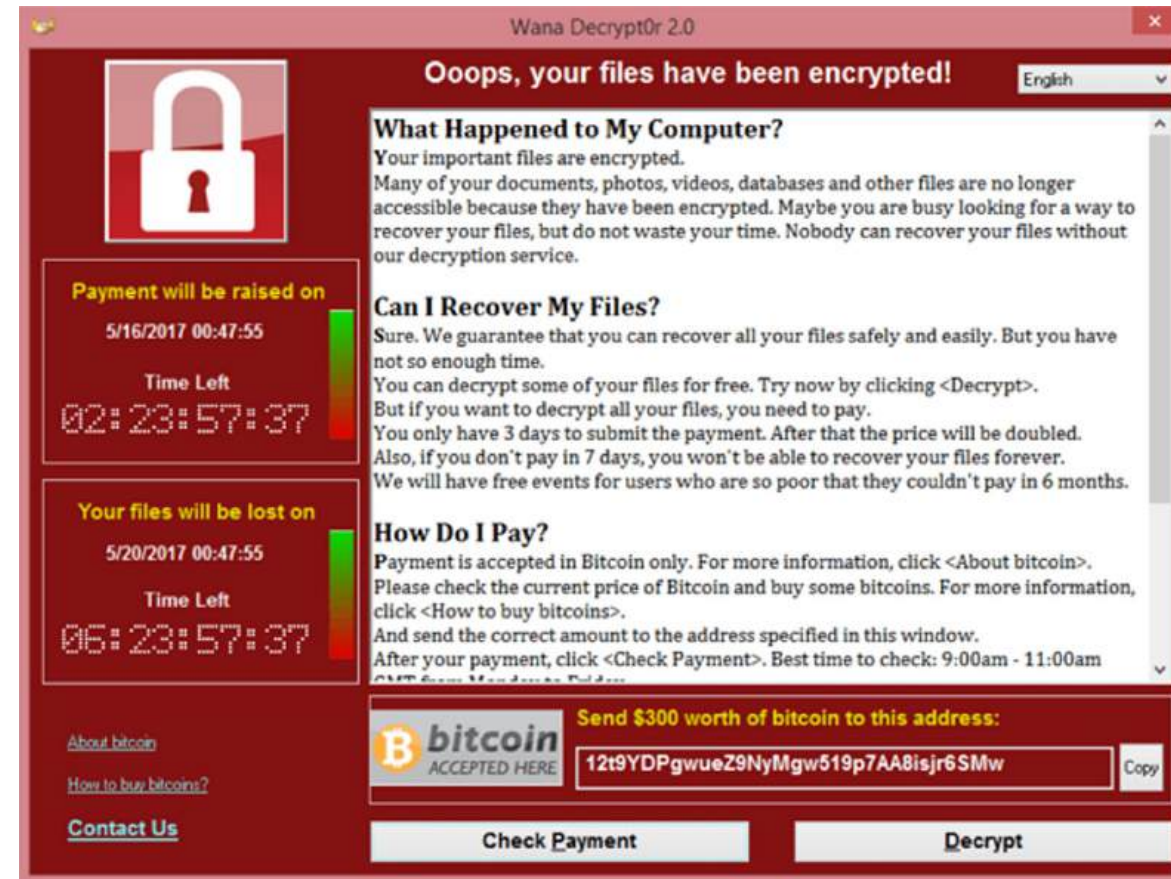 Wana Decrypt0r 2.0
Ooops, your files have been encrypted!
English
What Happened to My Computer?
Your important files are encrypted.
Many of your documents, photos, videos, databases and other files are no longer
accessible because they have been encrypted. Maybe you are busy looking for a way to
recover your files, but do not waste your time. Nobody can recover your files without
our decryption service.
Can I Recover My Files?
Sure. We guarantee that you can recover all your files safely and easily. But you have
not so enough time.
You can decrypt some of your files for free. Try now by clicking <Decrypt>.
But if you want to decrypt all your files, you need to pay.
You only have 3 days to submit the payment. After that the price will be doubled.
Also, if you don't pay in 7 days, you won't be able to recover your files forever.
We will have free events for users who are so poor that they couldn't pay in 6 months.
How Do I Pay?
Payment is accepted in Bitcoin only. For more information, click <About bitcoin>.
Please check the current price of Bitcoin and buy some bitcoins. For more information,
click <How to buy bitcoins>.
And send the correct amount to the address specified in this window.
After your payment, click <Check Payment>. Best time to check: 9:00am - 11:00am
GMT from Monday to Friday
Payment will be raised on
5/16/2017 00:47:55
Time Left
02:23:57:37
Your files will be lost on
5/20/2017 00:47:55
Time Left
06:23:57:37
About bitcoin
How to buy bitcoins?
Contact Us
bitcoin
ACCEPTED HERE
Send $300 worth of bitcoin to this address:
12t9YDPgwueZ9NyMgw519p7AA8isjr6SMw
Copy
Check Payment
Decrypt